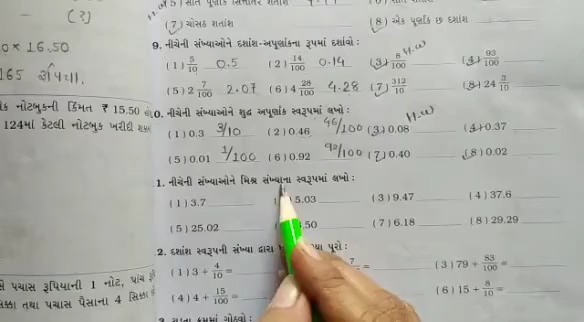 (૨)
(7) ચોસઠ શતાંશ (8) એક પૂર્ણાંક છ દશાંશ
૦ × 16.50
165 રૂપિયા.
9. નીચેની સંખ્યાઓને દશાંશ-અપૂર્ણાંકના રૂપમાં દર્શાવો :
(1) 5/10 0.5 (2) 14/100 0.14 (3) 8/100 H.W (4) 93/100
(5) 2 7/100 2.07 (6) 4 28/100 4.28 (7) 312/10 (8) 24 3/10
નોટબુકની કિંમત ₹ 15.50
124માં કેટલી નોટબુક ખરીદી
0. નીચેની સંખ્યાઓને શુદ્ધ અપૂર્ણાંક સ્વરૂપમાં લખો : H.W
(1) 0.3 3/10 (2) 0.46 46/100 (3) 0.08 (4) 0.37
(5) 0.01 1/100 (6) 0.92 92/100 (7) 0.40 (8) 0.02
1. નીચેની સંખ્યાઓને મિશ્ર સંખ્યાના સ્વરૂપમાં લખો :
(1) 3.7 5.03 (3) 9.47 (4) 37.6
(5) 25.02 .50 (7) 6.18 (8) 29.29
2. દશાંશ સ્વરૂપની સંખ્યા દ્વારા પૂરો :
(1) 3 + 4/10 = (3) 79 + 83/100 =
(4) 4 + 15/100 = (6) 15 + 8/10 =
પચાસ રૂપિયાની 1 નોટ, પાંચ
તથા પચાસ પૈસાના 4 સિક્કા